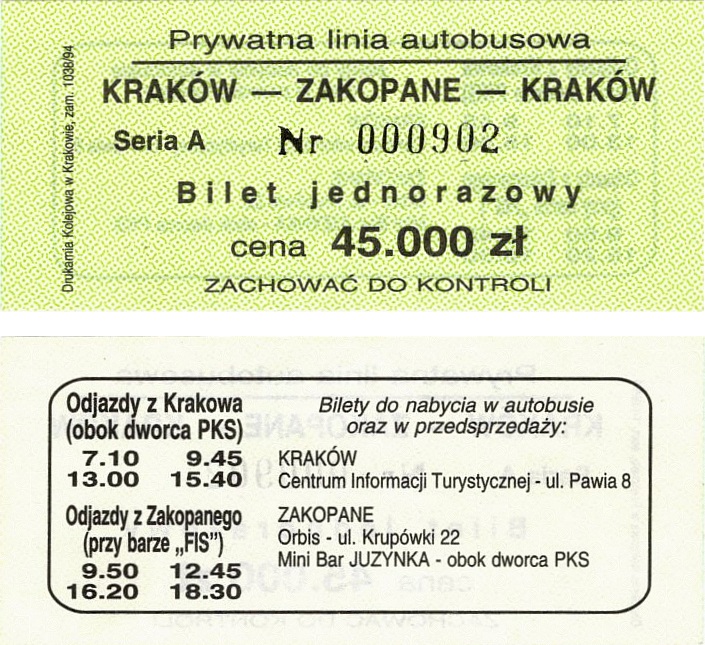 Prywatna linia autobusowa
KRAKÓW — ZAKOPANE — KRAKÓW
Seria A Nr 000902
Bilet jednorazowy
cena 45.000 zł
ZACHOWAĆ DO KONTROLI
Drukarnia Kolejowa w Krakowie, zam. 1038/94
Odjazdy z Krakowa
(obok dworca PKS)
7.10 9.45
13.00 15.40
Odjazdy z Zakopanego
(przy barze „FIS”)
9.50 12.45
16.20 18.30
Bilety do nabycia w autobusie
oraz w przedsprzedaży:
KRAKÓW
Centrum Informacji Turystycznej - ul. Pawia 8
ZAKOPANE
Orbis - ul. Krupówki 22
Mini Bar JUZYNKA - obok dworca PKS